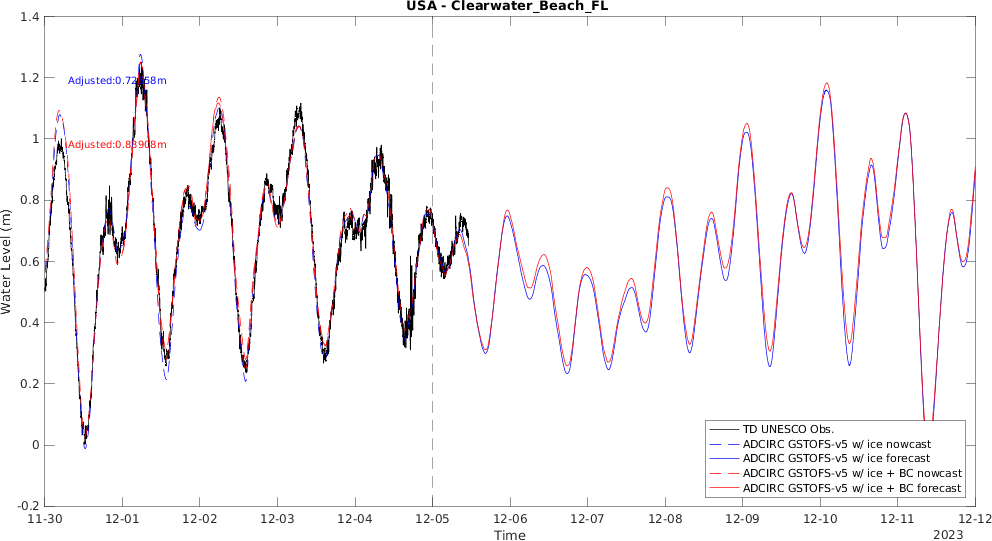 USA - Clearwater_Beach_FL
1.4
1.2
1
0.8
0.6
0.4
0.2
0
-0.2
Water Level (m)
Adjusted:
Adjusted:0.83908m
11-30
12-01
12-02
12-03
12-04
12-05
12-06
12-07
12-08
12-09
12-10
12-11
12-12
Time
2023
TD UNESCO Obs.
ADCIRC GSTOFS-v5 w/ ice nowcast
ADCIRC GSTOFS-v5 w/ ice forecast
ADCIRC GSTOFS-v5 w/ ice + BC nowcast
ADCIRC GSTOFS-v5 w/ ice + BC forecast